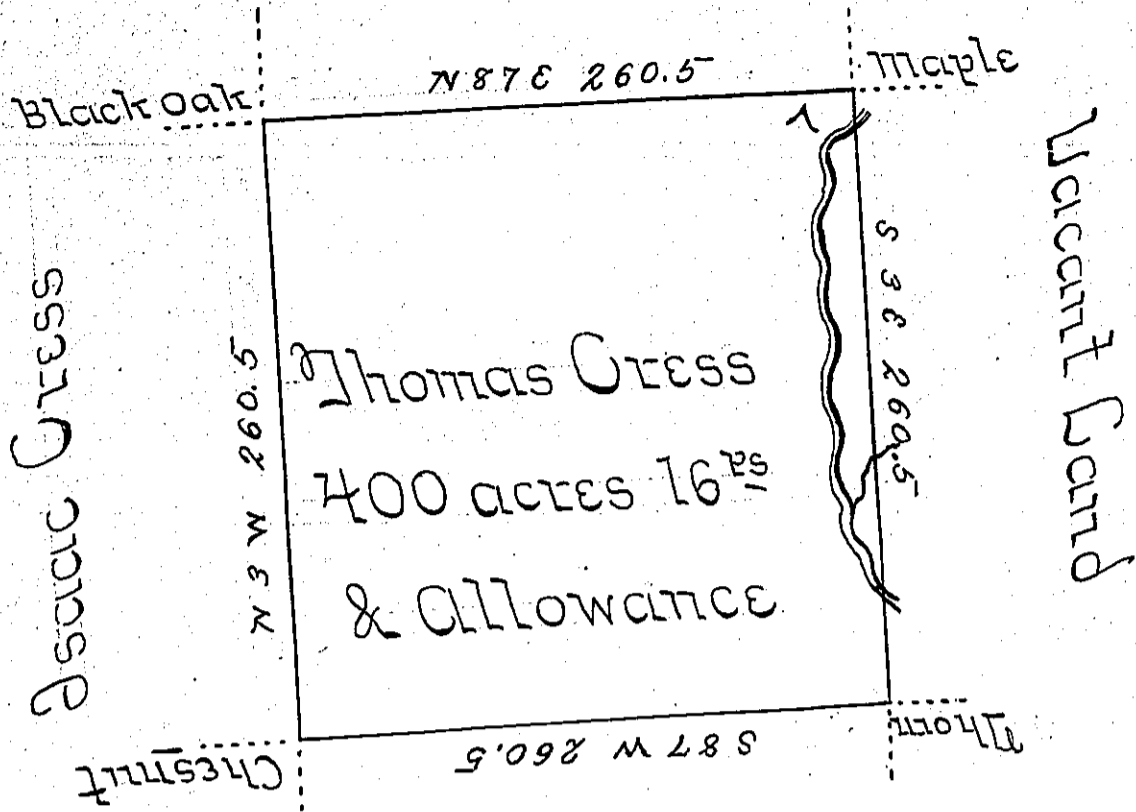 N 87 E 260.5
Maple
Black Oak
Vacant Land
S 3 E 260.5
Isaac Cress
N 3 W 260.5
Thomas Cress
400 acres 16 ps
& allowance
S 87 W 260.5
Thorn
Chesnut